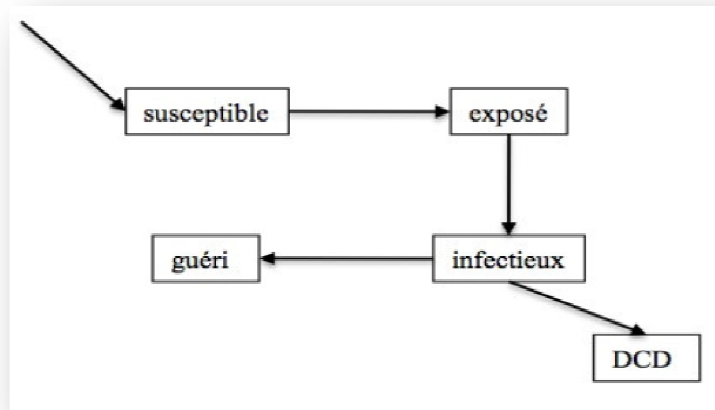 susceptible
exposé
guéri
infectieux
DCD